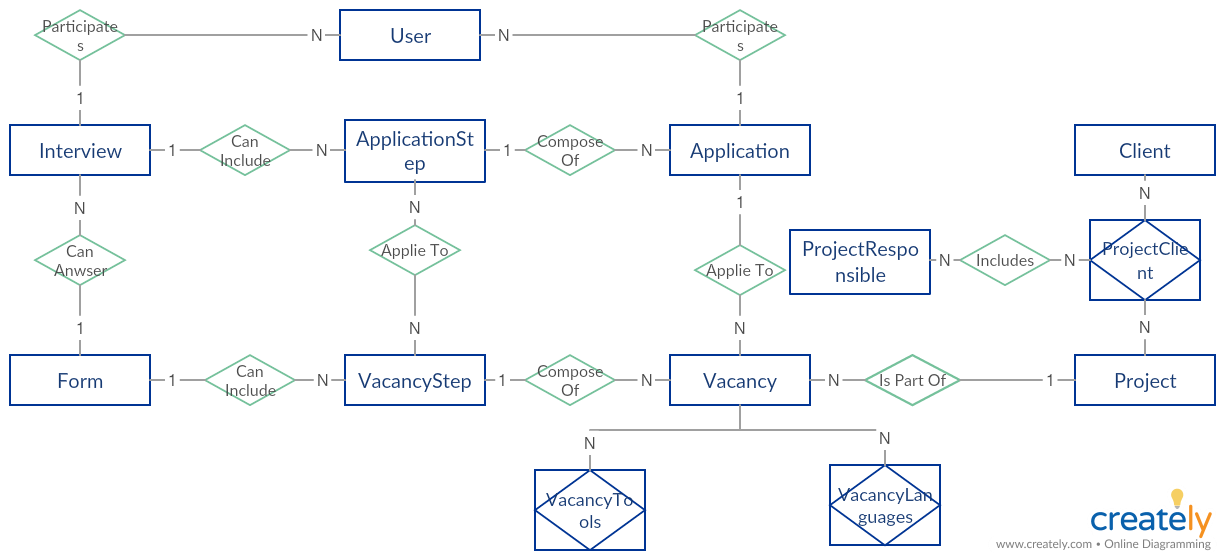 Participate
s
N
User
N
Participate
s
1
1
Interview
1
Can
Include
N
ApplicationSt
ep
1
Compose
Of
N
Application
Client
N
N
1
N
Can
Anwser
Applie To
Applie To
ProjectRespo
nsible
N
Includes
N
ProjectClie
nt
1
N
N
N
Form
1
Can
Include
N
VacancyStep
1
Compose
Of
N
Vacancy
N
Is Part Of
1
Project
N
N
VacancyTo
ols
VacancyLan
guages
creately
www.creately.com • Online Diagramming